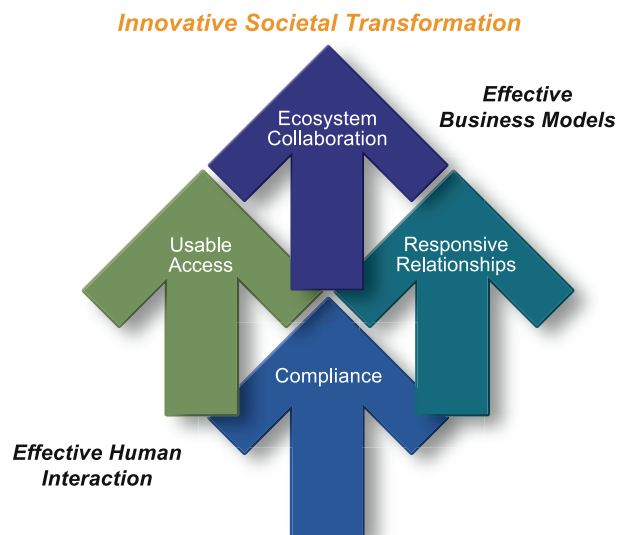 Innovative Societal Transformation
Effective
Business Models
Ecosystem
Collaboration
Usable
Access
Responsive
Relationships
Compliance
Effective Human
Interaction